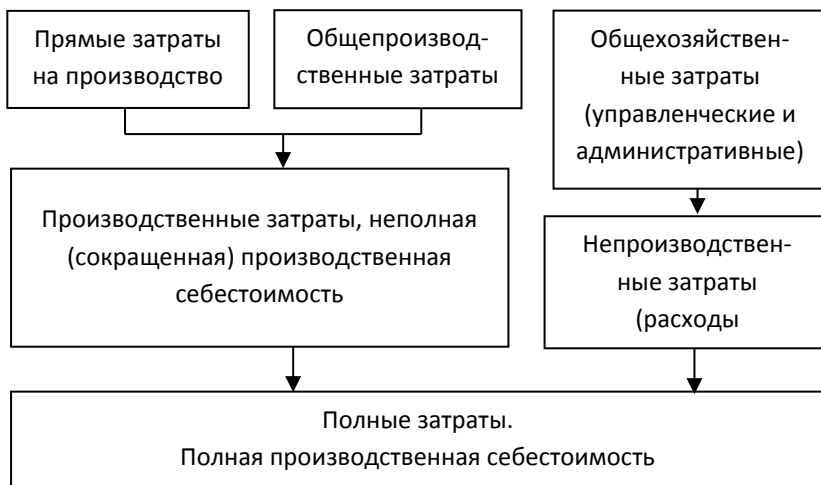 Прямые затраты
на производство
Общепроизвод-
ственные затраты
Общехозяйствен-
ные затраты
(управленческие и
административные)
Производственные затраты, неполная
(сокращенная) производственная
себестоимость
Непроизводствен-
ные затраты
(расходы
Полные затраты.
Полная производственная себестоимость